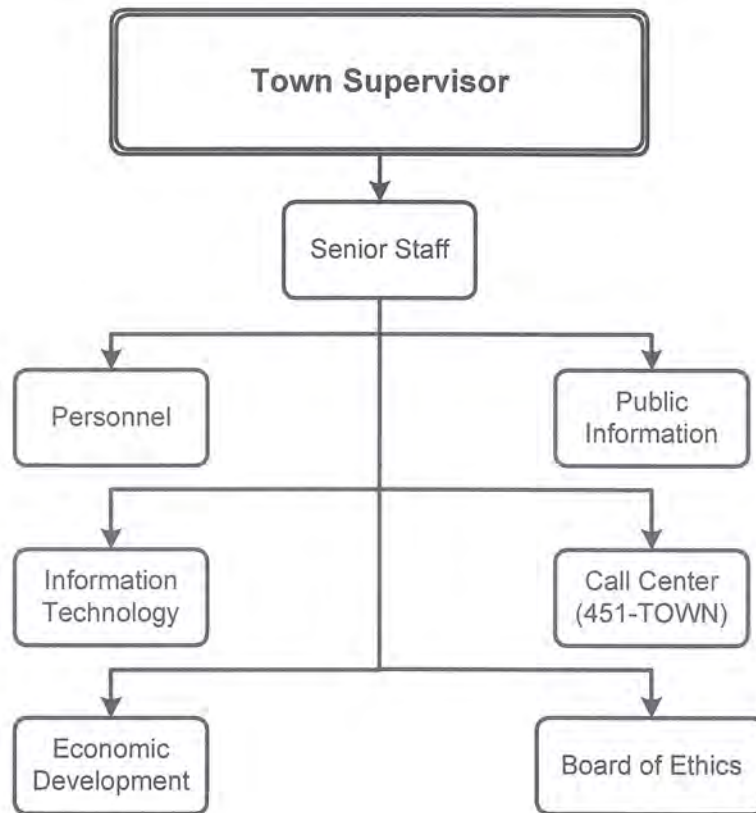 Town Supervisor
Senior Staff
Personnel
Public
Information
Information
Technology
Call Center
(451-TOWN)
Economic
Development
Board of Ethics